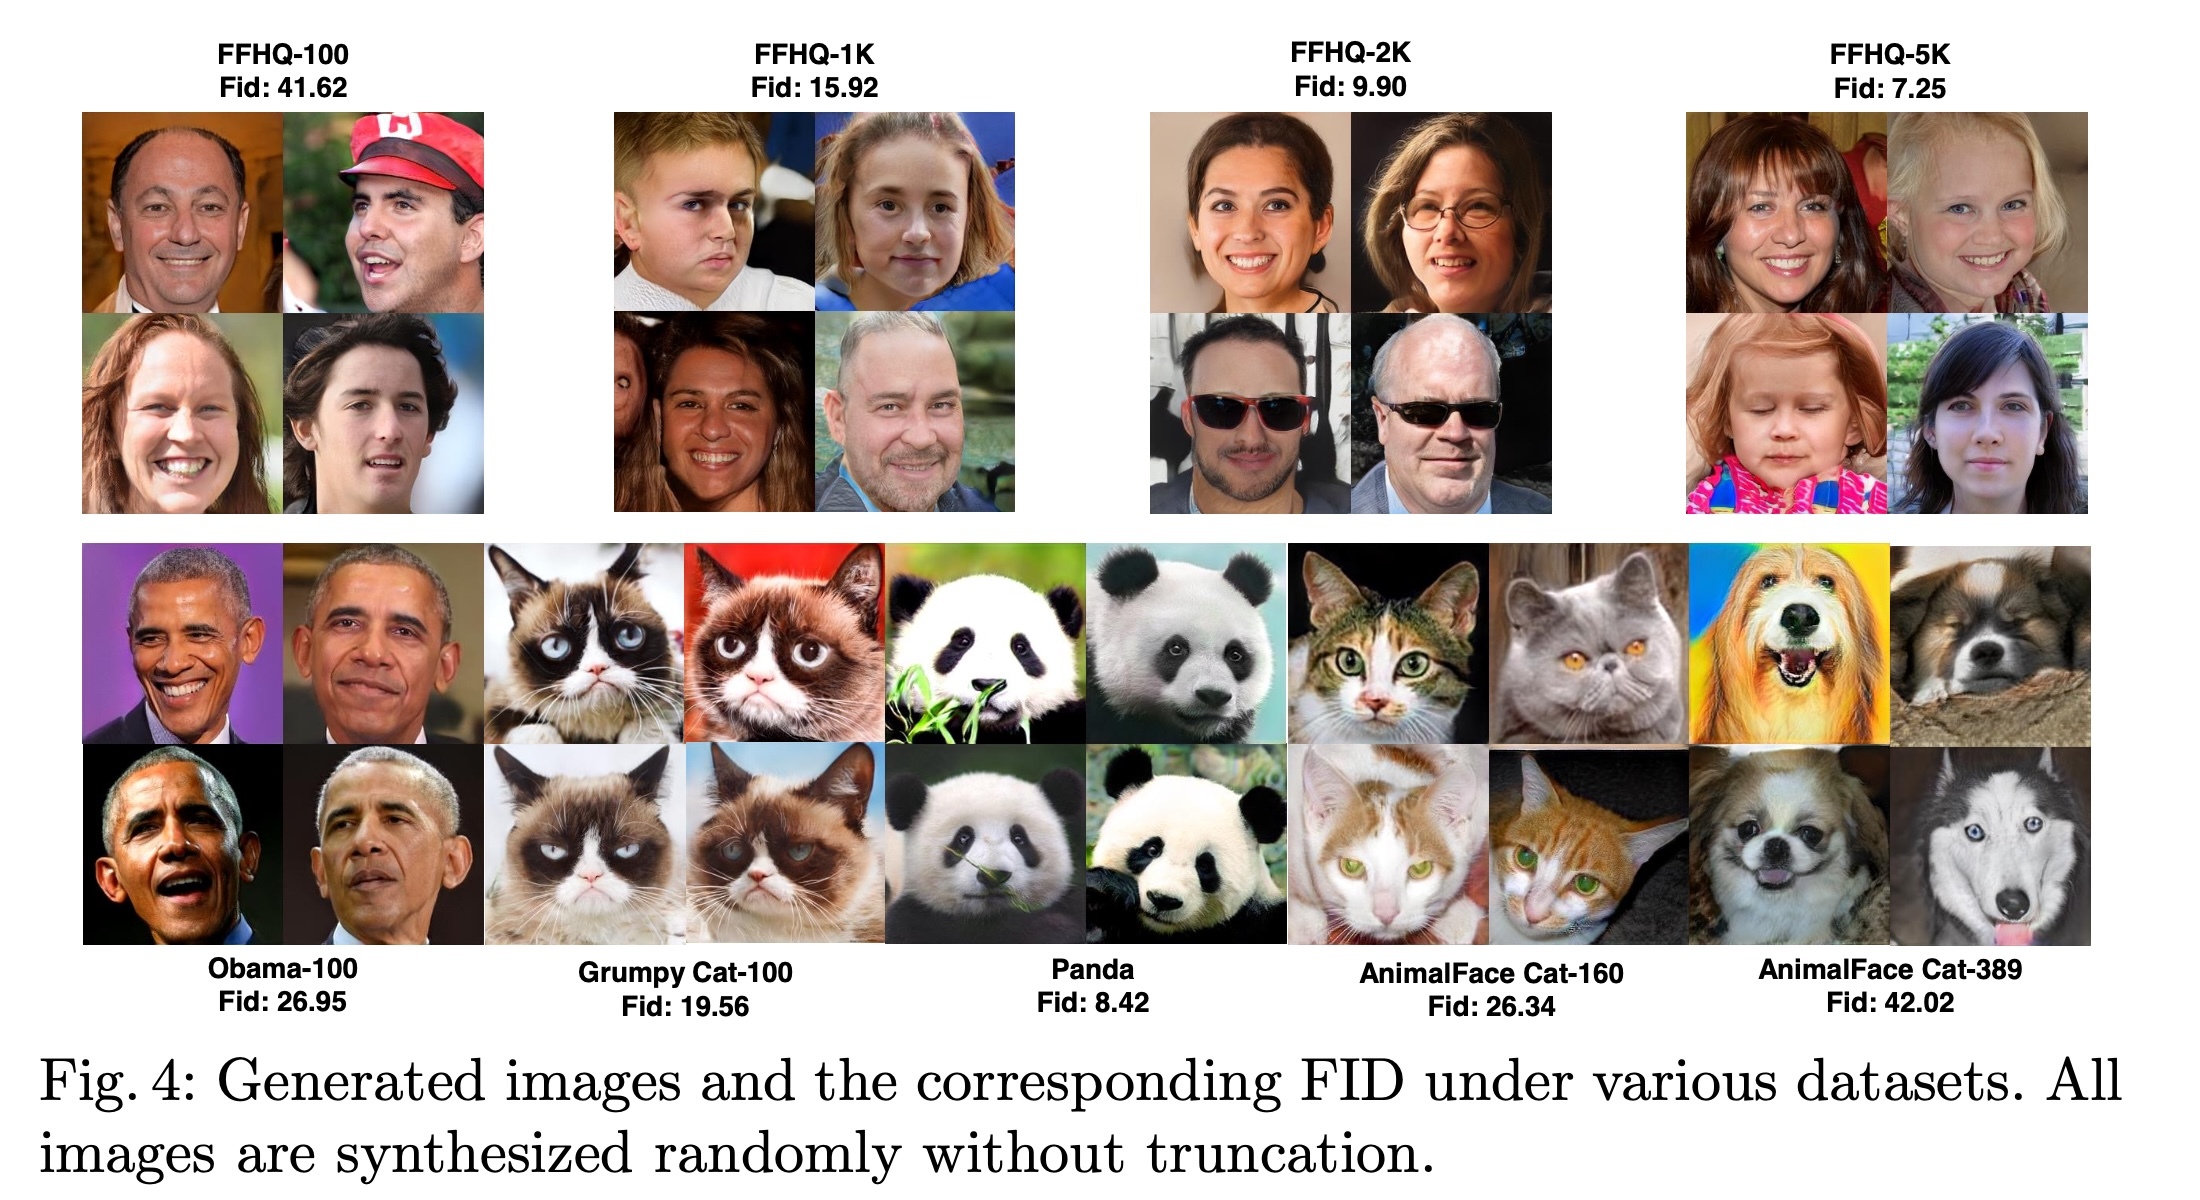 FFHQ-100
Fid: 41.62
FFHQ-1K
Fid: 15.92
FFHQ-2K
Fid: 9.90
FFHQ-5K
Fid: 7.25
Obama-100
Fid: 26.95
Grumpy Cat-100
Fid: 19.56
Panda
Fid: 8.42
AnimalFace Cat-160
Fid: 26.34
AnimalFace Cat-389
Fid: 42.02
Fig. 4: Generated images and the corresponding FID under various datasets. All
images are synthesized randomly without truncation.